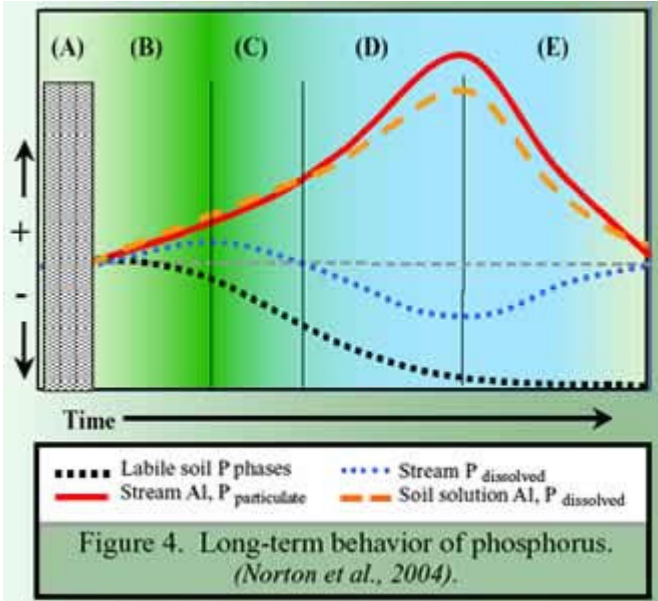 (A) (B) (C) (D) (E)
+
-
Time
Labile soil P phases
Stream P dissolved
Stream Al, P particulate
Soil solution Al, P dissolved
Figure 4. Long-term behavior of phosphorus.
(Norton et al., 2004).